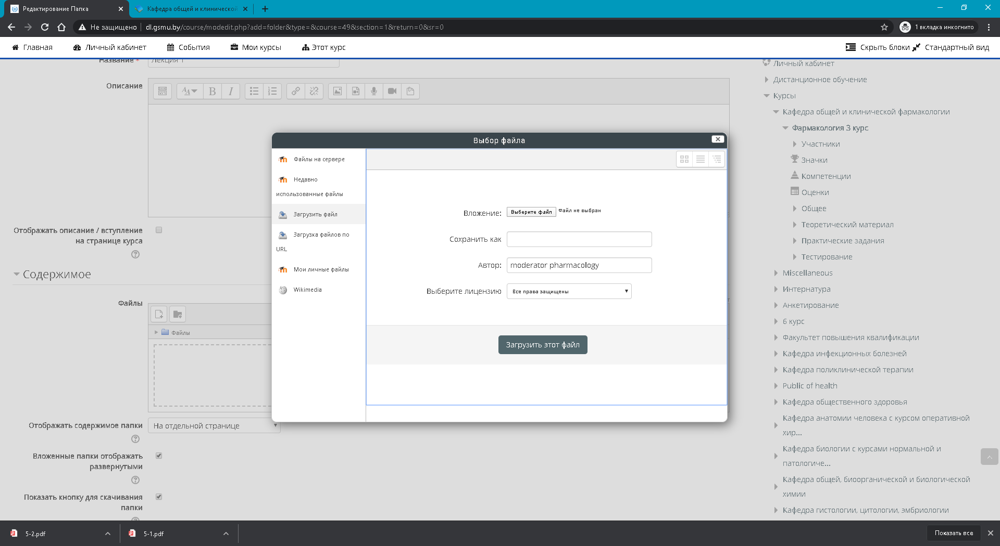 Редактирование Папка
Кафедра общей и клинической
Не защищено
dl.gsmu.by/course/modedit.php?add=folder&type=&course=49&section=1&return=0&sr=0
1 вкладка инкогнито
Главная
Личный кабинет
События
Мои курсы
Этот курс
Скрыть блоки
Стандартный вид
Название *
Лекция 1
Описание
Отображать описание / вступление
на странице курса
Содержимое
Файлы
Файлы
Отображать содержимое папки
На отдельной странице
Вложенные папки отображать
развернутыми
Показать кнопку для скачивания
папки
Выбор файла
Файлы на сервере
Недавно
использованные файлы
Загрузить файл
Загрузка файлов по
URL
Мои личные файлы
Wikimedia
Вложение:
Выберите файл
Файл не выбран
Сохранить как
Автор:
moderator pharmacology
Выберите лицензию
Все права защищены
Загрузить этот файл
Личный кабинет
Дистанционное обучение
Курсы
Кафедра общей и клинической фармакологии
Фармакология 3 курс
Участники
Значки
Компетенции
Оценки
Общее
Теоретический материал
Практические задания
Тестирование
Miscellaneous
Интернатура
Анкетирование
6 курс
Факультет повышения квалификации
Кафедра инфекционных болезней
Кафедра поликлинической терапии
Public of health
Кафедра общественного здоровья
Кафедра анатомии человека с курсом оперативной
хир...
Кафедра биологии с курсами нормальной и
патологиче...
Кафедра общей, биоорганической и биологической
химии
Кафедра гистологии, цитологии, эмбриологии
5-2.pdf
5-1.pdf
Показать все